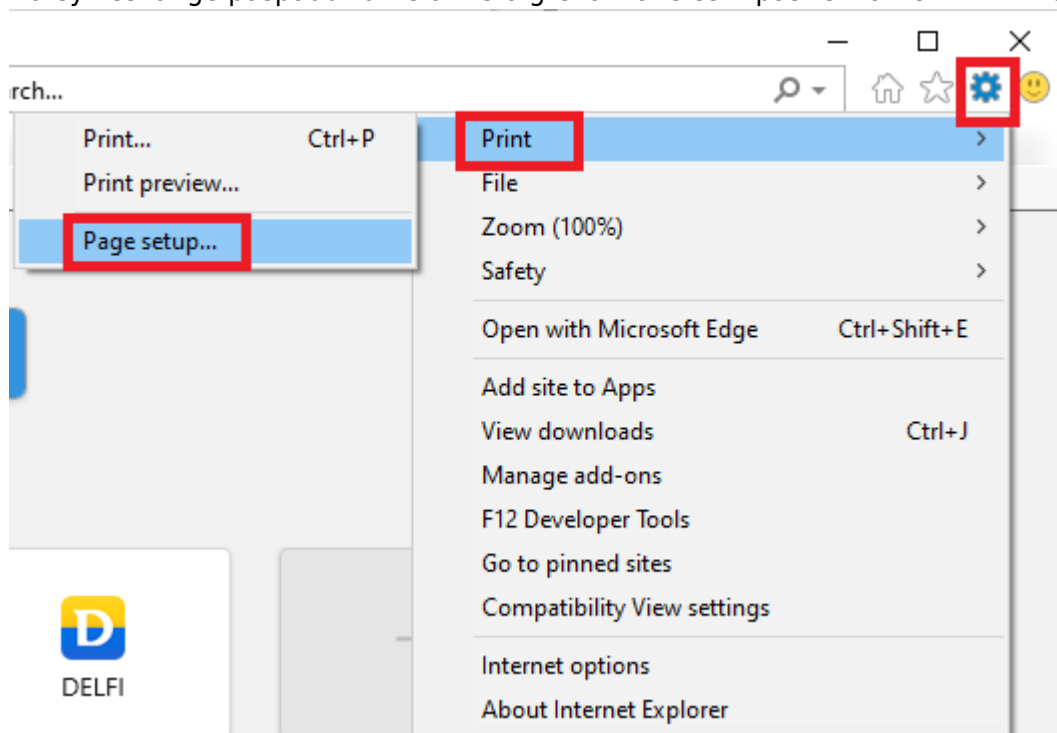 rch...
Print... Ctrl+P
Print preview...
Page setup...
Print
File
Zoom (100%)
Safety
Open with Microsoft Edge Ctrl+Shift+E
Add site to Apps
View downloads Ctrl+J
Manage add-ons
F12 Developer Tools
Go to pinned sites
Compatibility View settings
Internet options
About Internet Explorer
D
DELFI